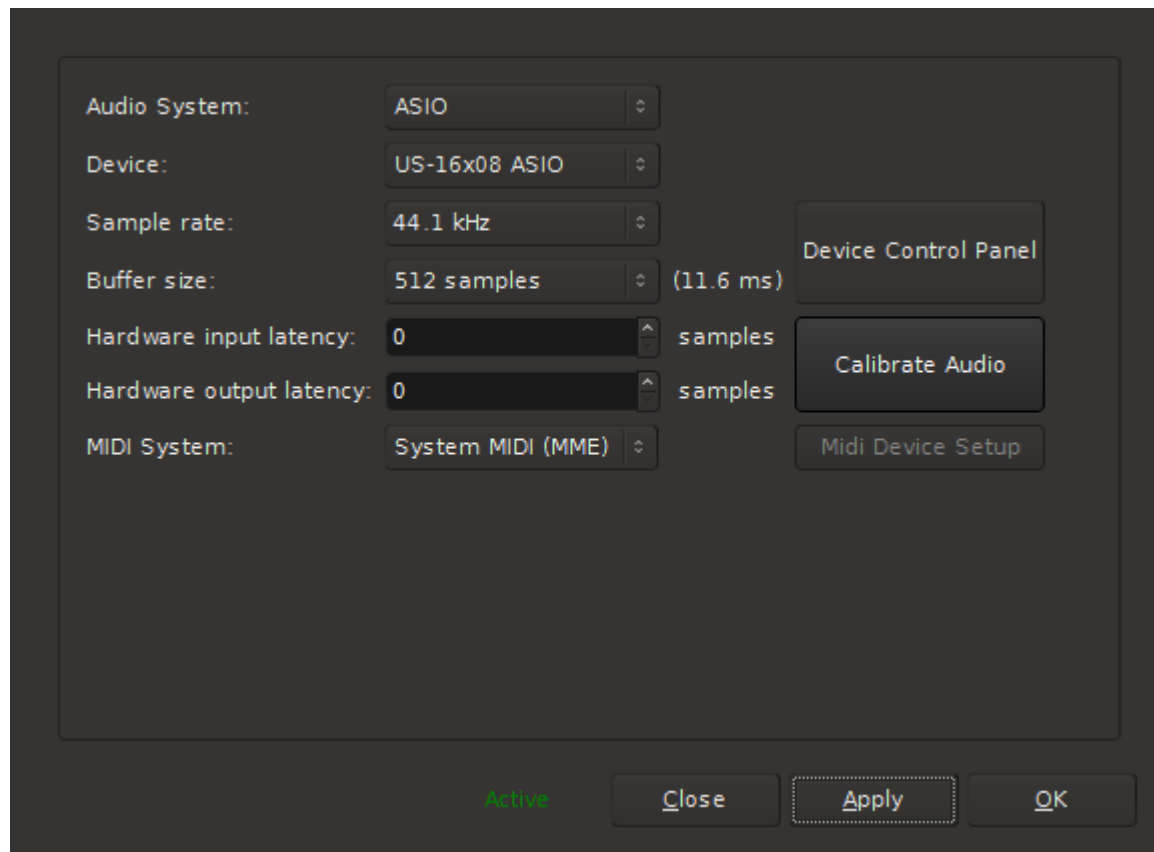 Audio System: ASIO
Device: US-16x08 ASIO
Sample rate: 44.1 kHz
Device Control Panel
Buffer size: 512 samples (11.6 ms)
Hardware input latency: 0 samples
Calibrate Audio
Hardware output latency: 0 samples
MIDI System: System MIDI (MME) Midi Device Setup
Active Close Apply OK